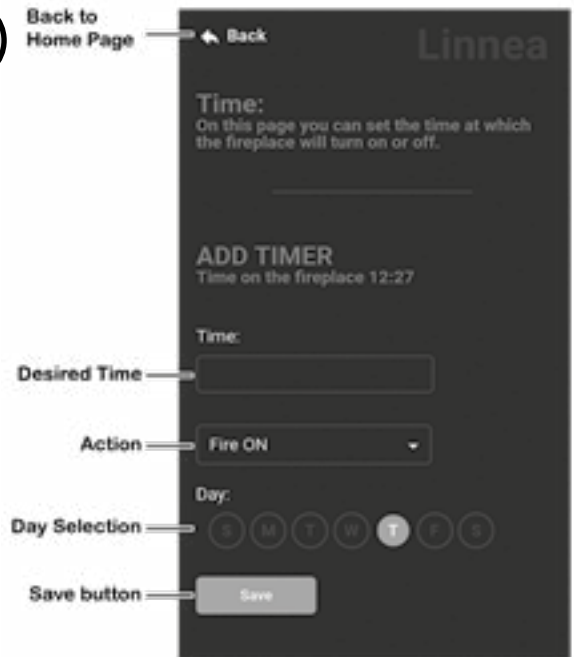 Back to
Home Page
)
Back
Linnea
Time:
On this page you can set the time at which
the fireplace will turn on or off.
ADD TIMER
Time on the fireplace 12:27
Time:
Desired Time
Action
Fire ON
Day:
Day Selection
S M T W T F S
Save button
Save